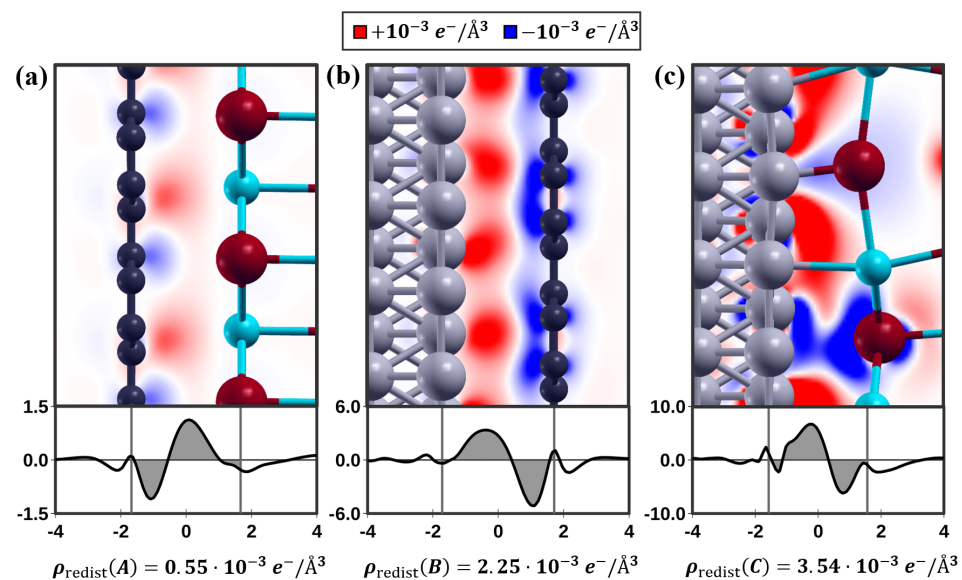 +10⁻³ e⁻/Å³ −10⁻³ e⁻/Å³
(a) (b) (c)
1.5 6.0 10.0
0.0 0.0 0.0
-1.5 -6.0 -10.0
-4 -2 0 2 4 -2 0 2 4 -2 0 2 4
ρredist(A) = 0.55 · 10⁻³ e⁻/Å³ ρredist(B) = 2.25 · 10⁻³ e⁻/Å³ ρredist(C) = 3.54 · 10⁻³ e⁻/Å³